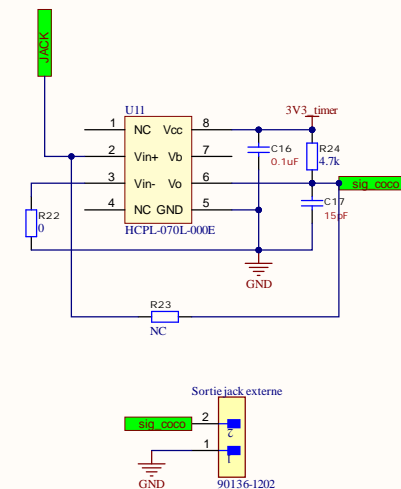 JACK
U11
3V3_timer
1 NC Vcc 8
C16
0.1uF
R24
4.7k
2 Vin+ Vb 7
3 Vin- Vo 6
sig_coco
4 NC GND 5
C17
15pF
R22
0
HCPL-070L-000E
GND
R23
NC
Sortie jack externe
sig_coco 2 2
1 1
GND
90136-1202